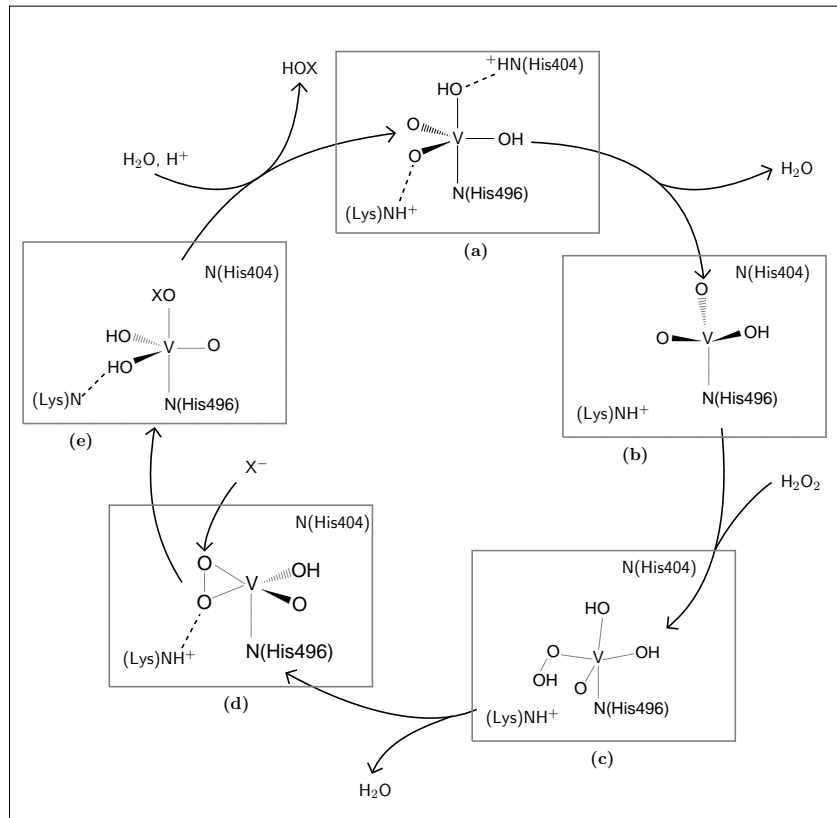 HOX
H₂O, H⁺
⁺HN(His404)
HO
O
V
OH
O
N(His496)
(Lys)NH⁺
(a)
H₂O
N(His404)
O
O
V
OH
N(His496)
(Lys)NH⁺
(b)
H₂O₂
N(His404)
HO
O
V
OH
OH
O
N(His496)
(Lys)NH⁺
(c)
H₂O
X⁻
N(His404)
O
V
OH
O
O
(Lys)NH⁺
N(His496)
(d)
N(His404)
XO
HO
V
O
HO
(Lys)N
N(His496)
(e)